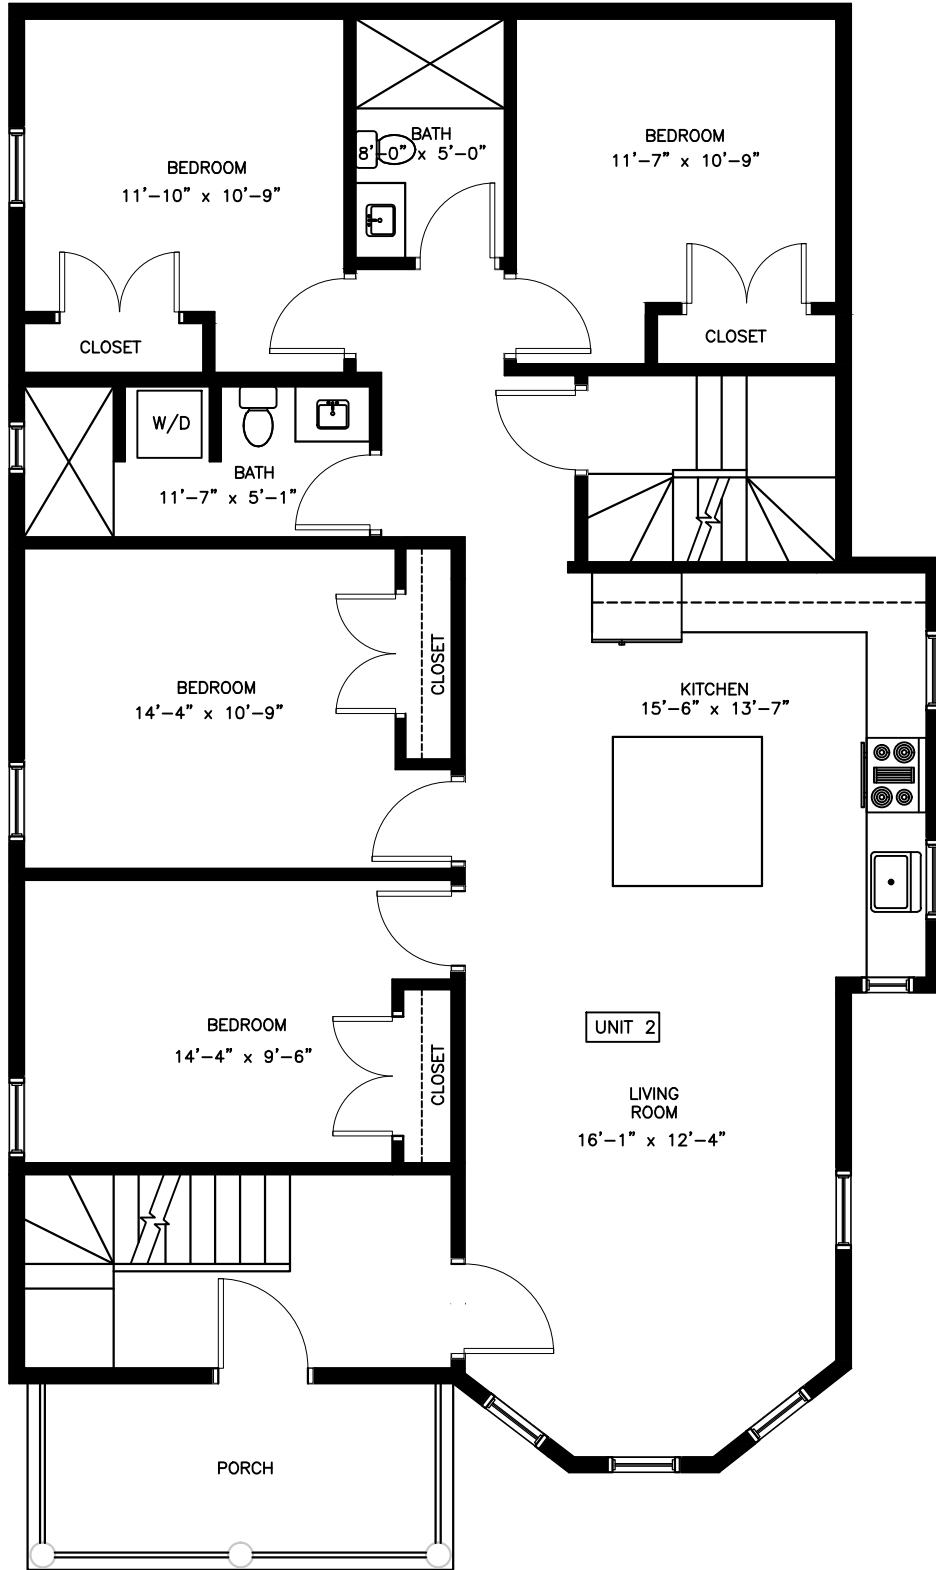 BATH
8'-0" x 5'-0"
BEDROOM
11'-7" x 10'-9"
BEDROOM
11'-10" x 10'-9"
CLOSET
CLOSET
W/D
BATH
11'-7" x 5'-1"
CLOSET
BEDROOM
14'-4" x 10'-9"
KITCHEN
15'-6" x 13'-7"
BEDROOM
14'-4" x 9'-6"
CLOSET
UNIT 2
LIVING
ROOM
16'-1" x 12'-4"
PORCH